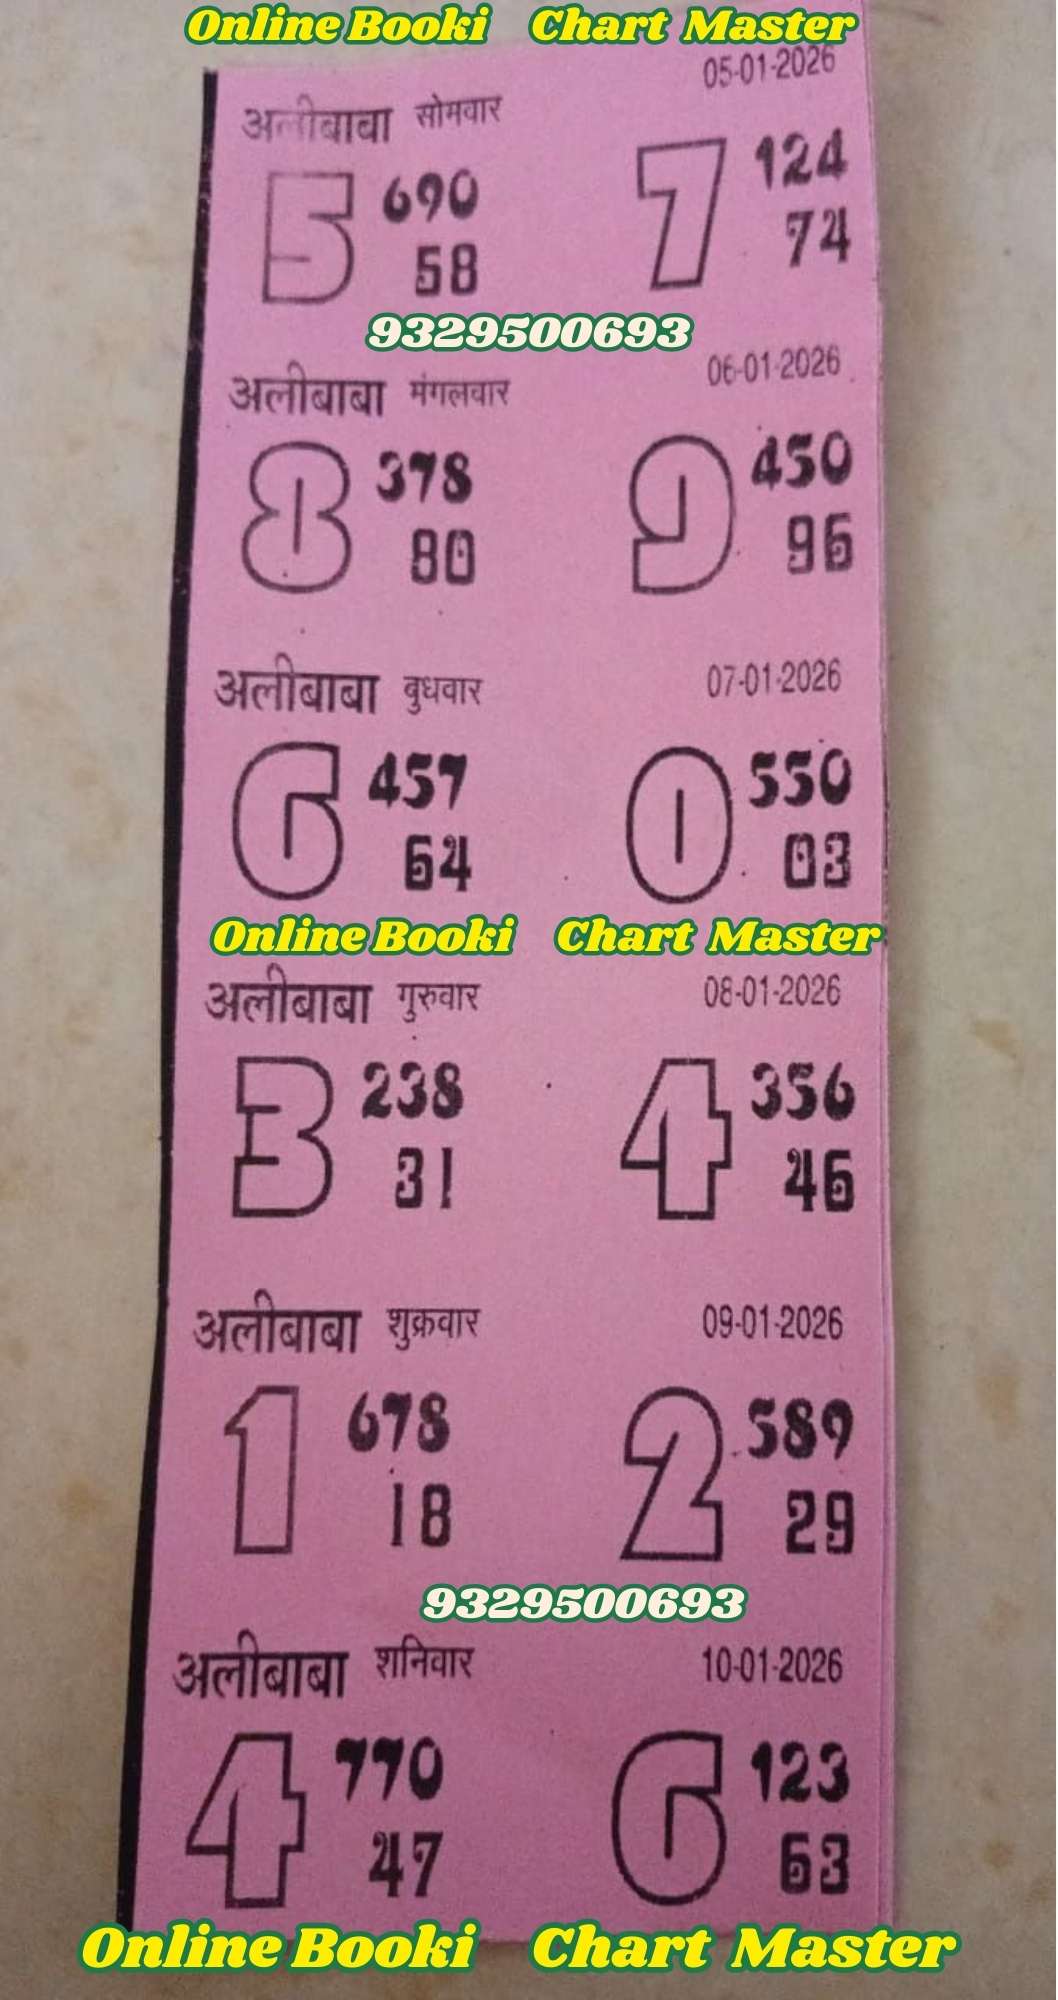 Online Booki Chart Master
05-01-2026
अलीबाबा सोमवार
5 690 7 124
58 74
9329500693
06-01-2026
अलीबाबा मंगलवार
8 378 9 450
80 96
अलीबाबा बुधवार 07-01-2026
6 457 0 550
64 03
Online Booki Chart Master
अलीबाबा गुरुवार 08-01-2026
3 238 4 356
31 46
अलीबाबा शुक्रवार 09-01-2026
1 678 2 589
18 29
9329500693
अलीबाबा शनिवार 10-01-2026
4 770 6 123
47 63
Online Booki Chart Master